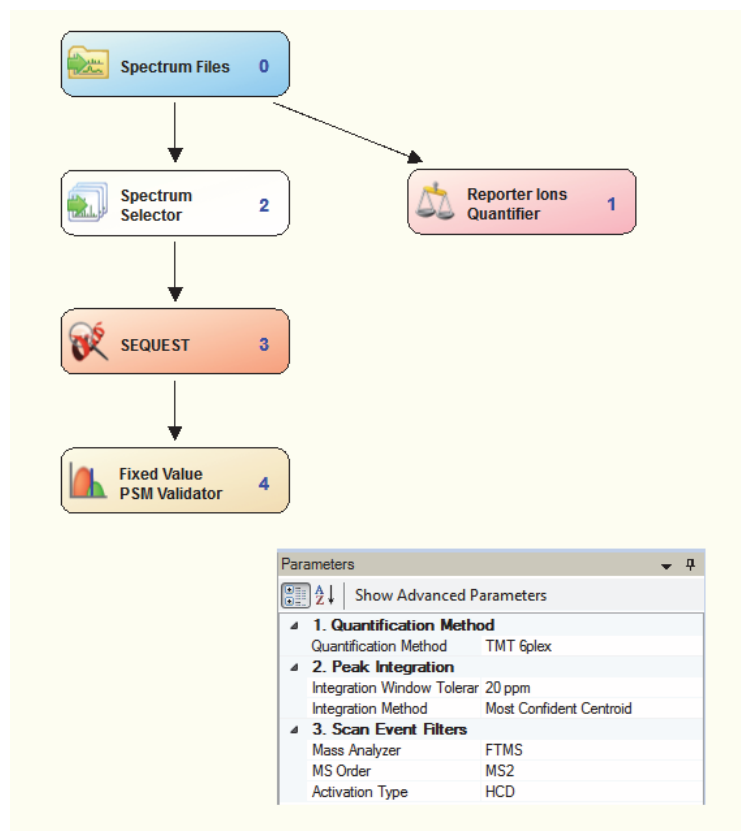 Spectrum Files 0
Spectrum
Selector 2
Reporter Ions
Quantifier 1
SEQUEST 3
Fixed Value
PSM Validator 4
Parameters
A
Z Show Advanced Parameters
1. Quantification Method
Quantification Method TMT 6plex
2. Peak Integration
Integration Window Tolerar 20 ppm
Integration Method Most Confident Centroid
3. Scan Event Filters
Mass Analyzer FTMS
MS Order MS2
Activation Type HCD